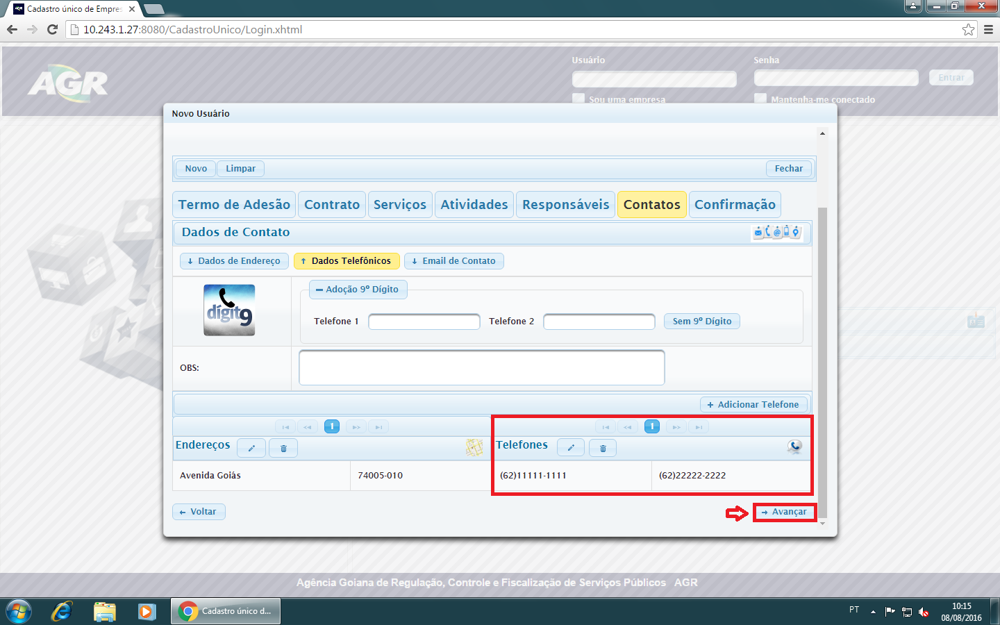 Cadastro único de Empres
10.243.1.27:8080/CadastroUnico/Login.xhtml
AGR
Usuário
Senha
Entrar
Sou uma empresa
Mantenha-me conectado
Novo Usuário
Novo
Limpar
Fechar
Termo de Adesão
Contrato
Serviços
Atividades
Responsáveis
Contatos
Confirmação
Dados de Contato
Dados de Endereço
Dados Telefônicos
Email de Contato
dígit9
Adoção 9º Dígito
Telefone 1
Telefone 2
Sem 9º Dígito
OBS:
Adicionar Telefone
1
1
Endereços
Telefones
Avenida Goiás
74005-010
(62)11111-1111
(62)22222-2222
Voltar
Avançar
Agência Goiana de Regulação, Controle e Fiscalização de Serviços Públicos AGR
Cadastro único d...
PT
10:15
08/08/2016